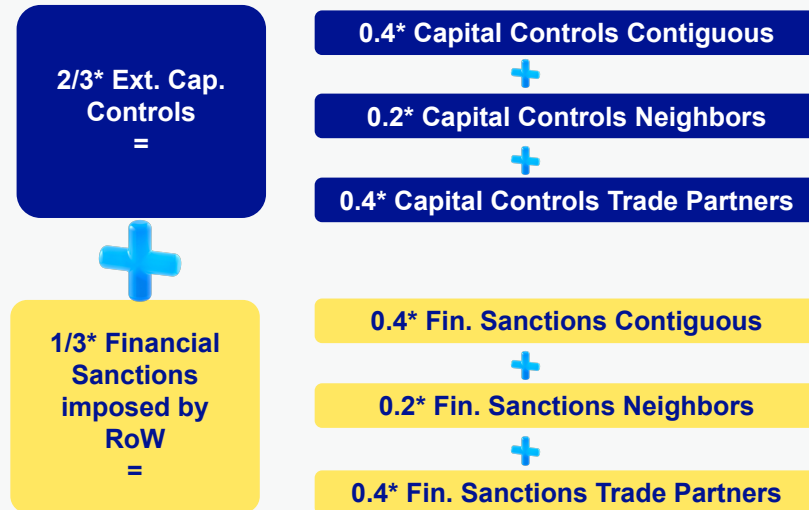 2/3* Ext. Cap.
Controls
=
0.4* Capital Controls Contiguous
+
0.2* Capital Controls Neighbors
+
0.4* Capital Controls Trade Partners
+
1/3* Financial
Sanctions
imposed by
RoW
=
0.4* Fin. Sanctions Contiguous
+
0.2* Fin. Sanctions Neighbors
+
0.4* Fin. Sanctions Trade Partners